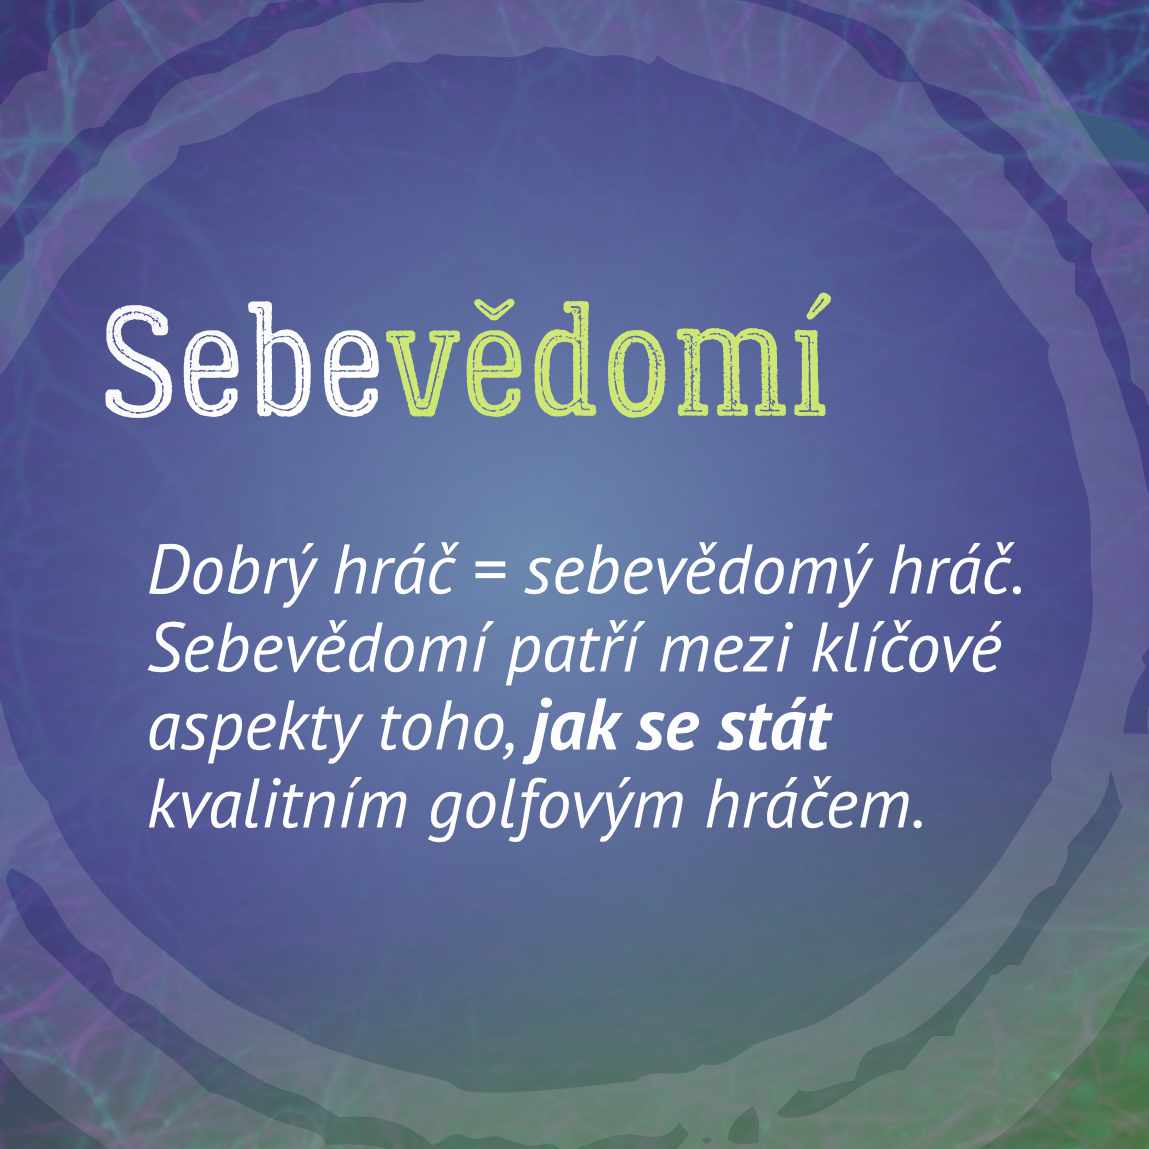 Sebevědomí
Dobrý hráč = sebevědomý hráč.
Sebevědomí patří mezi klíčové
aspekty toho, jak se stát
kvalitním golfovým hráčem.